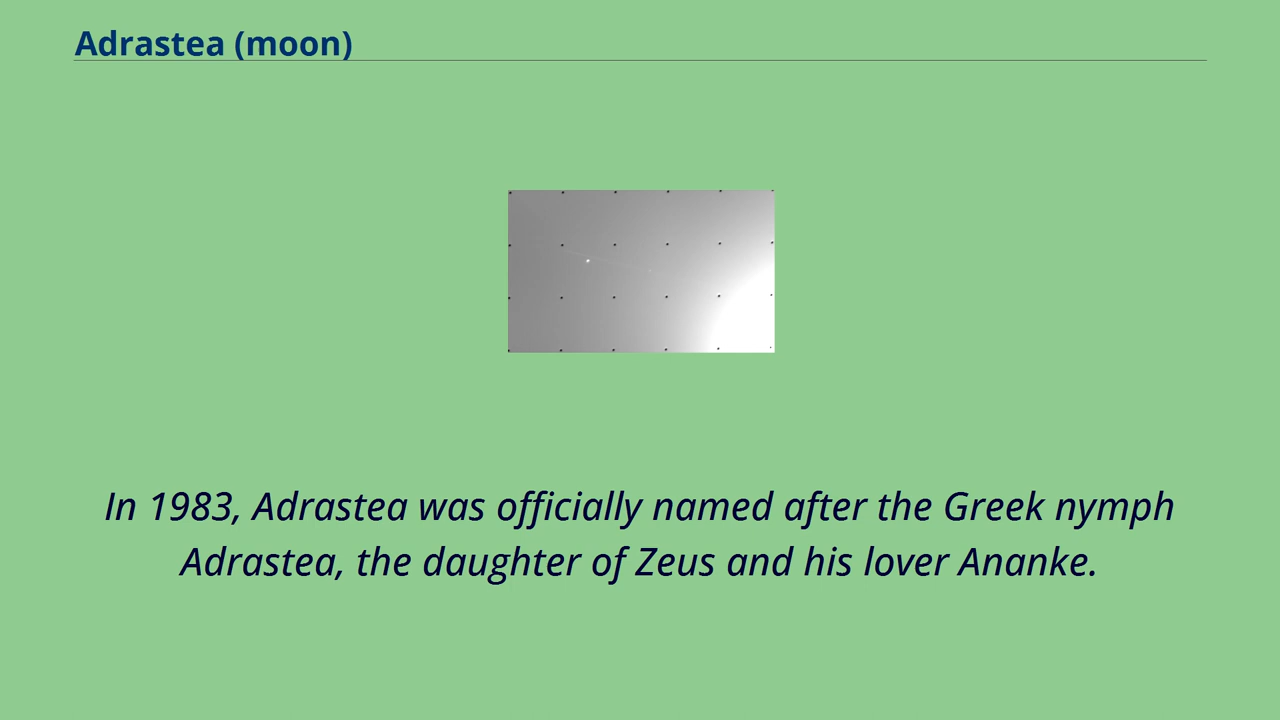 Adrastea (moon)
In 1983, Adrastea was officially named after the Greek nymph
Adrastea, the daughter of Zeus and his lover Ananke.